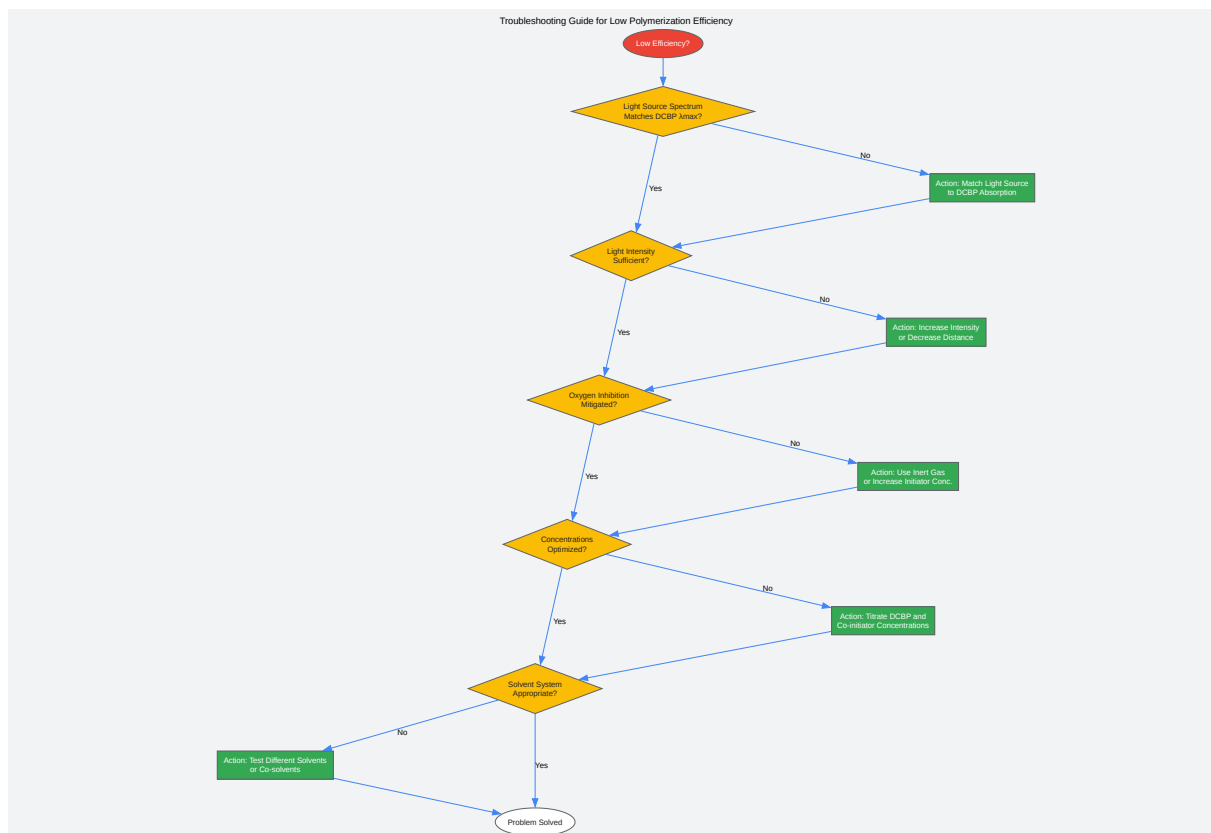 Troubleshooting Guide for Low Polymerization Efficiency
Low Efficiency?
Light Source Spectrum
Matches DCBP λmax?
No
Action: Match Light Source
to DCBP Absorption
Yes
Light Intensity
Sufficient?
No
Action: Increase Intensity
or Decrease Distance
Yes
Oxygen Inhibition
Mitigated?
No
Action: Use Inert Gas
or Increase Initiator Conc.
Yes
Concentrations
Optimized?
No
Action: Titrate DCBP and
Co-initiator Concentrations
Yes
Solvent System
Appropriate?
No
Action: Test Different Solvents
or Co-solvents
Yes
Problem Solved